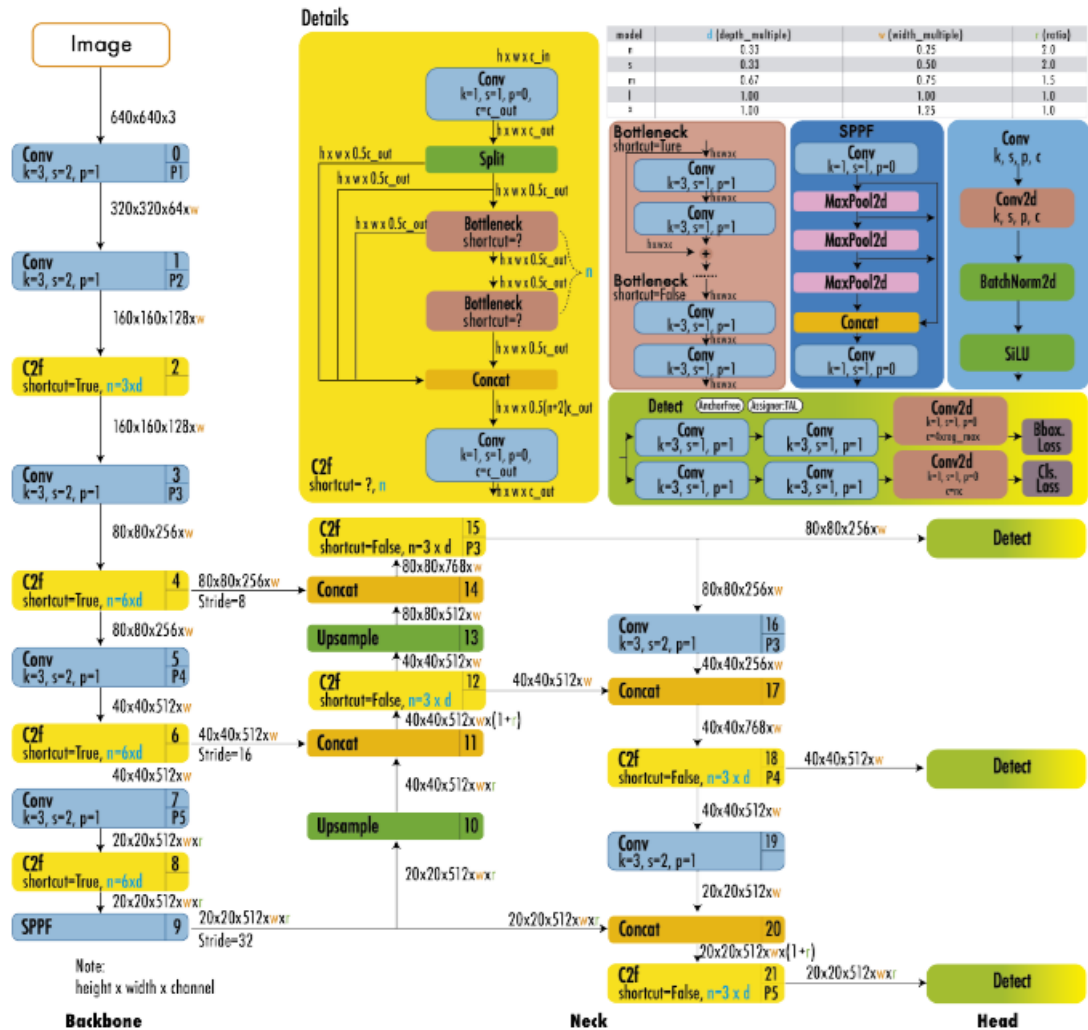 Image
640x640x3
Conv 0
k=3, s=2, p=1 P1
320x320x64xw
Conv 1
k=3, s=2, p=1 P2
160x160x128xw
C2f 2
shortcut=True, n=3xd
160x160x128xw
Conv 3
k=3, s=2, p=1 P3
80x80x256xw
C2f 4
shortcut=True, n=6xd
80x80x256xw
Stride=8
80x80x256xw
Conv 5
k=3, s=2, p=1 P4
40x40x512xw
C2f 6
shortcut=True, n=6xd
40x40x512xw
Stride=16
40x40x512xw
Conv 7
k=3, s=2, p=1 P5
20x20x512xwxr
C2f 8
shortcut=True, n=6xd
20x20x512xwxr
SPPF 9
20x20x512xwxr
Stride=32
Note:
height x width x channel
Backbone
Details
h x w x c_in
Conv
k=1, s=1, p=0,
c=c_out
h x w x c_out
Split
h x w x 0.5c_out
h x w x 0.5c_out
h x w x 0.5c_out
h x w x 0.5c_out
Bottleneck
shortcut=?
h x w x 0.5c_out
n
h x w x 0.5c_out
Bottleneck
shortcut=?
h x w x 0.5c_out
Concat
h x w x 0.5(n+2)c_out
Conv
k=1, s=1, p=0,
c=c_out
h x w x c_out
C2f
shortcut= ?, n
model d (depth_multiple) w (width_multiple) r (ratio)
n 0.33 0.25 2.0
s 0.33 0.50 2.0
m 0.67 0.75 1.5
l 1.00 1.00 1.0
x 1.00 1.25 1.0
Bottleneck
shortcut=Ture
hxwxc
Conv
k=3, s=1, p=1
hxwxc
Conv
k=3, s=1, p=1
hxwxc
+
Bottleneck
shortcut=False
hxwxc
Conv
k=3, s=1, p=1
hxwxc
Conv
k=3, s=1, p=1
hxwxc
SPPF
Conv
k=1, s=1, p=0
MaxPool2d
MaxPool2d
MaxPool2d
Concat
Conv
k=1, s=1, p=0
Conv
k, s, p, c
Conv2d
k, s, p, c
BatchNorm2d
SiLU
Detect AnchorFree Assigner:TAL
Conv
k=3, s=1, p=1
Conv
k=3, s=1, p=1
Conv2d
k=1, s=1, p=0
c=4xreg_max
Bbox.
Loss
Conv
k=3, s=1, p=1
Conv
k=3, s=1, p=1
Conv2d
k=1, s=1, p=0
c=nc
Cls.
Loss
C2f 15
shortcut=False, n=3 x d P3
80x80x768xw
Concat 14
80x80x512xw
Upsample 13
40x40x512xw
C2f 12
shortcut=False, n=3 x d
40x40x512xw
40x40x512xwx(1+r)
Concat 11
40x40x512xwxr
Upsample 10
20x20x512xwxr
80x80x256xw
Detect
80x80x256xw
Conv 16
k=3, s=2, p=1 P3
40x40x256xw
Concat 17
40x40x768xw
C2f 18
shortcut=False, n=3 x d P4
40x40x512xw
Detect
40x40x512xw
Conv 19
k=3, s=2, p=1
20x20x512xw
20x20x512xwxr
Concat 20
20x20x512xwx(1+r)
C2f 21
shortcut=False, n=3 x d P5
20x20x512xwxr
Detect
Neck
Head